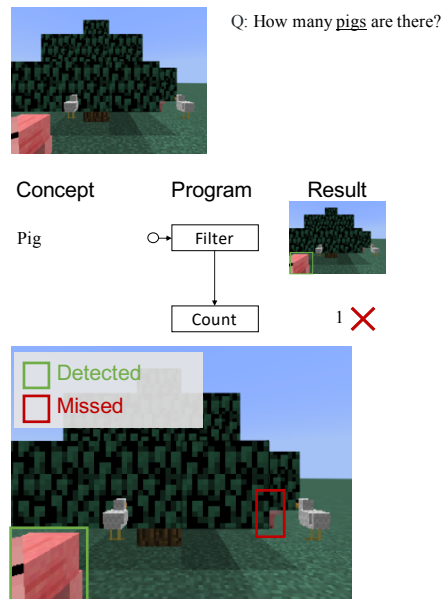 Q: How many pigs are there?
Concept Program Result
Pig Filter
Count 1
Detected
Missed